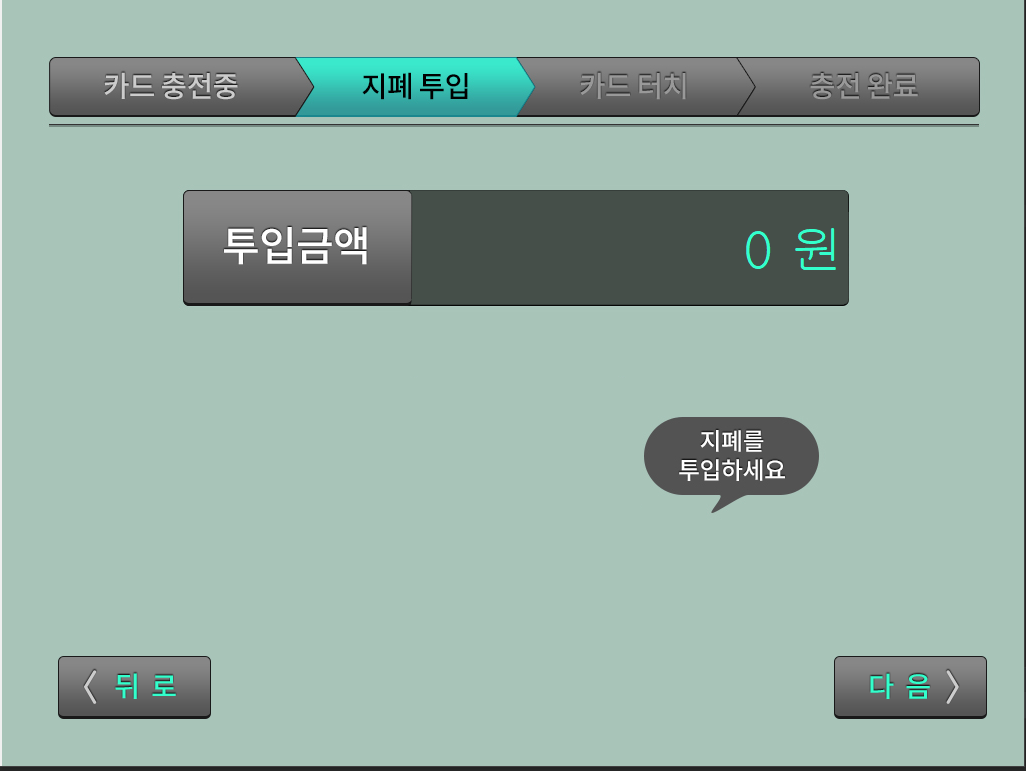 카드 충전중 지폐 투입 카드 터치 충전 완료
투입금액 0 원
지폐를
투입하세요
뒤 로 다 음